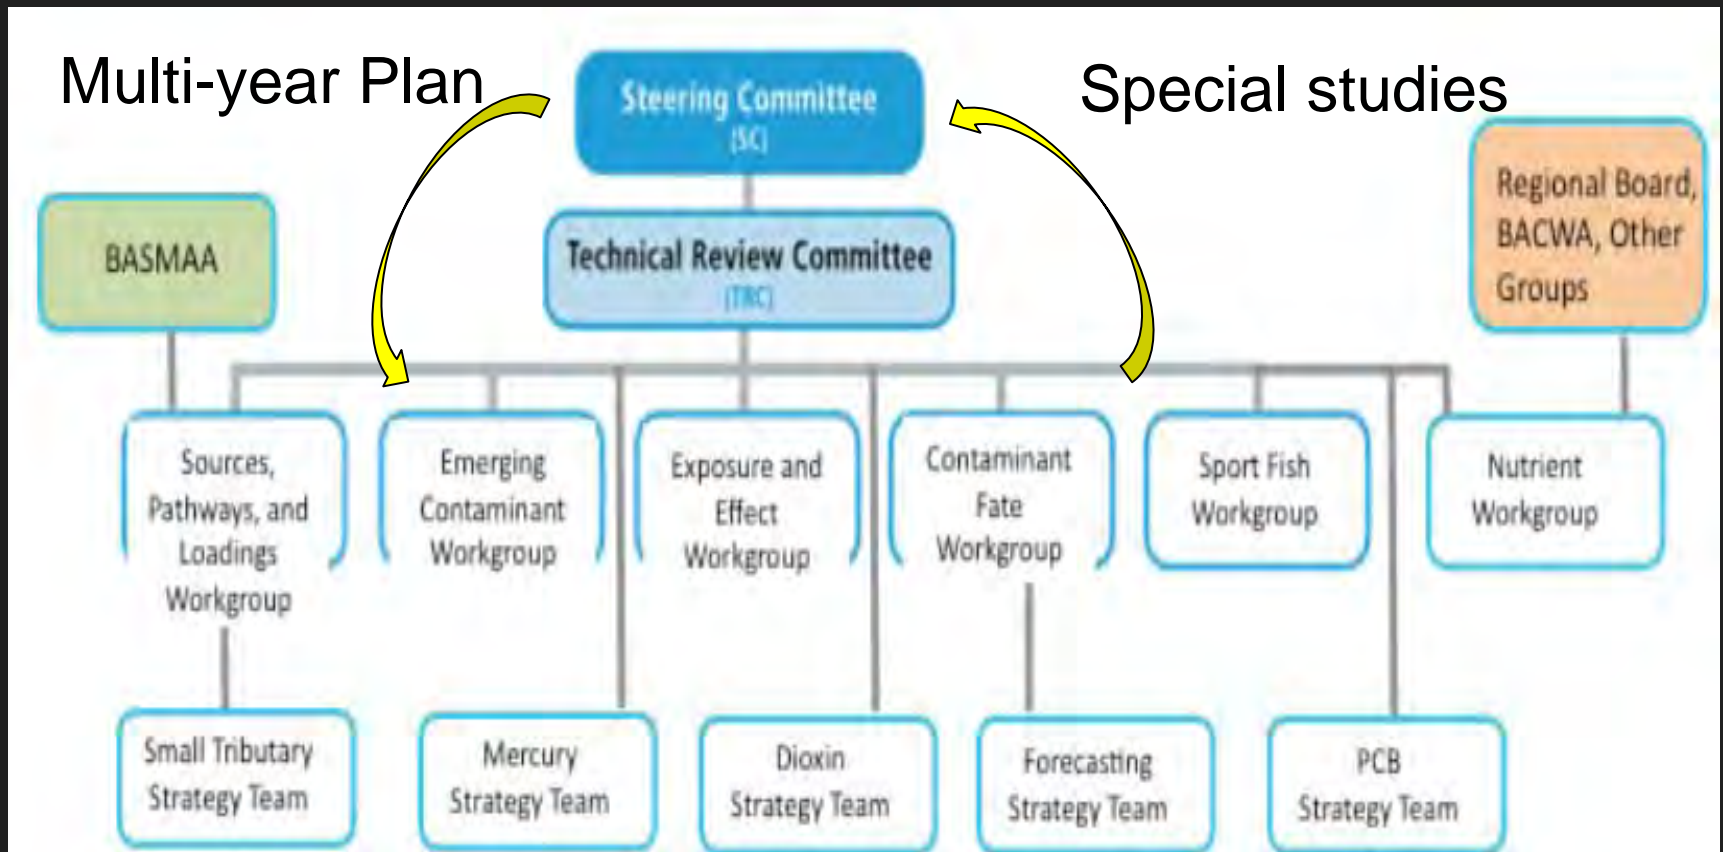 Multi-year Plan
Special studies
Steering Committee
(SC)
Technical Review Committee
(TRC)
BASMAA
Regional Board,
BACWA, Other
Groups
Sources,
Pathways, and
Loadings
Workgroup
Emerging
Contaminant
Workgroup
Exposure and
Effect
Workgroup
Contaminant
Fate
Workgroup
Sport Fish
Workgroup
Nutrient
Workgroup
Small Tributary
Strategy Team
Mercury
Strategy Team
Dioxin
Strategy Team
Forecasting
Strategy Team
PCB
Strategy Team